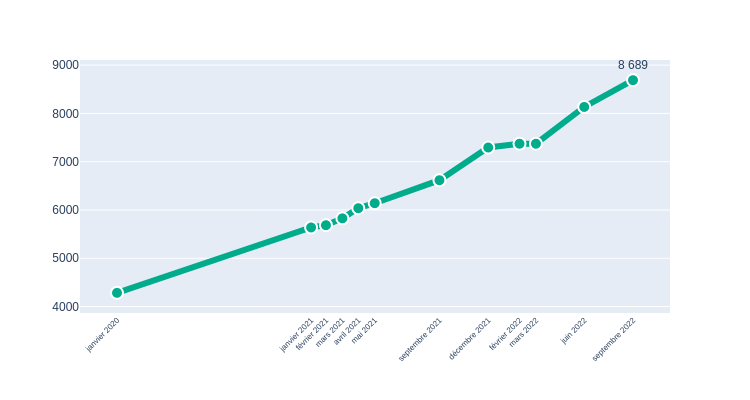 9000
8000
7000
6000
5000
4000
8 689
janvier 2020
janvier 2021
février 2021
mars 2021
avril 2021
mai 2021
septembre 2021
décembre 2021
février 2022
mars 2022
juin 2022
septembre 2022